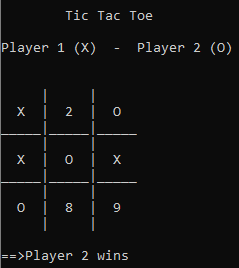 Tic Tac Toe
Player 1 (X)  -  Player 2 (O)
X | 2 | O
X | O | X
O | 8 | 9
==>Player 2 wins